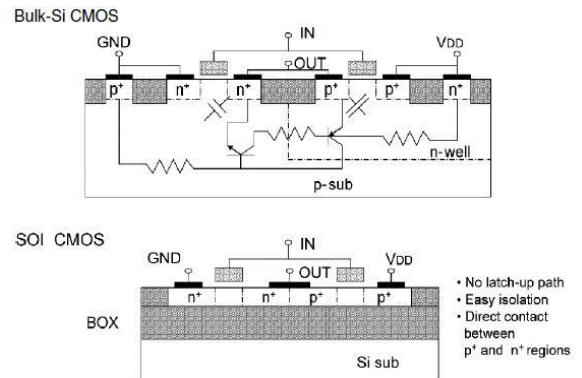 Bulk-Si CMOS
IN
GND
VDD
OUT
p+ n+ n+ p+ p+ n+
n-well
p-sub
SOI CMOS
IN
GND
OUT
VDD
n+ n+ p+ p+
BOX
Si sub
• No latch-up path
• Easy isolation
• Direct contact
between
p+ and n+ regions